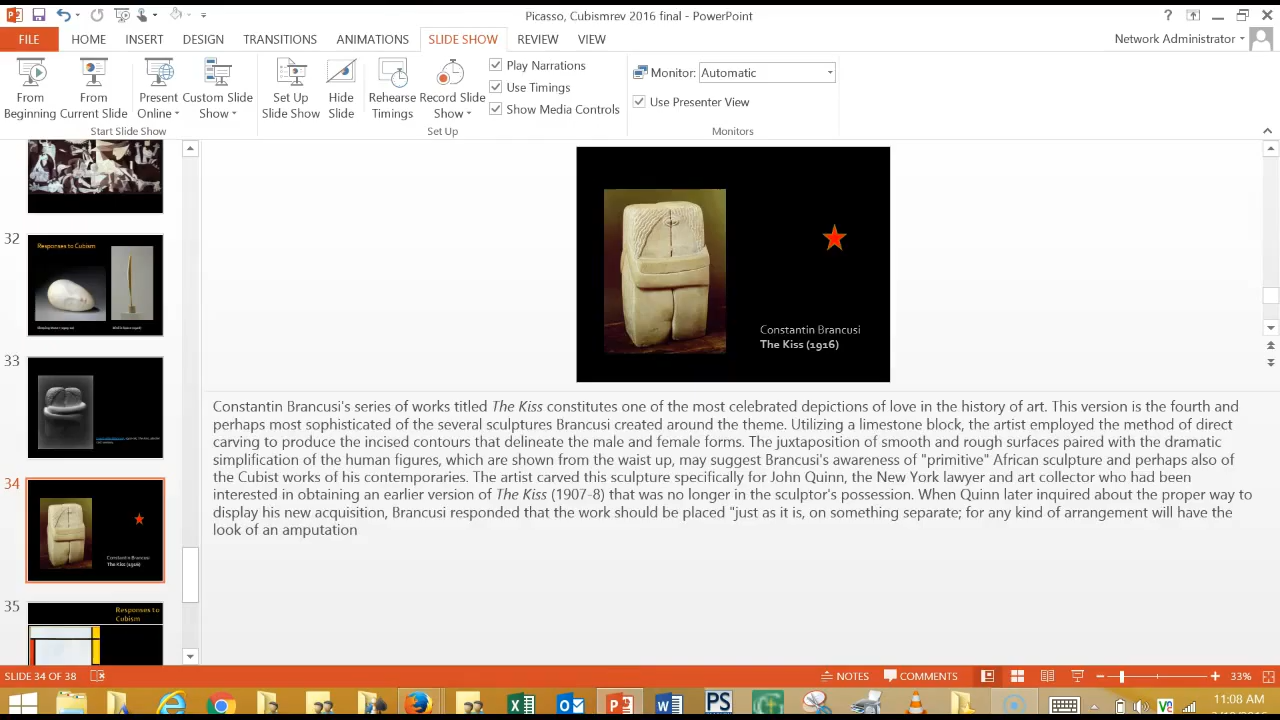 Picasso, Cubismrev 2016 final - PowerPoint
?
FILE HOME INSERT DESIGN TRANSITIONS ANIMATIONS SLIDE SHOW REVIEW VIEW
Network Administrator
From Beginning
From Current Slide
Present Online
Custom Slide Show
Start Slide Show
Set Up Slide Show
Hide Slide
Rehearse Timings
Record Slide Show
Play Narrations
Use Timings
Show Media Controls
Set Up
Monitor: Automatic
Use Presenter View
Monitors
32
Responses to Cubism
33
34
Constantin Brancusi
The Kiss (1916)
35
Responses to
Cubism
Constantin Brancusi
The Kiss (1916)
Constantin Brancusi's series of works titled The Kiss constitutes one of the most celebrated depictions of love in the history of art. This version is the fourth and
perhaps most sophisticated of the several sculptures Brancusi created around the theme. Utilizing a limestone block, the artist employed the method of direct
carving to produce the incised contours that delineate the male and female forms. The juxtaposition of smooth and rough surfaces paired with the dramatic
simplification of the human figures, which are shown from the waist up, may suggest Brancusi's awareness of "primitive" African sculpture and perhaps also of
the Cubist works of his contemporaries. The artist carved this sculpture specifically for John Quinn, the New York lawyer and art collector who had been
interested in obtaining an earlier version of The Kiss (1907-8) that was no longer in the sculptor's possession. When Quinn later inquired about the proper way to
display his new acquisition, Brancusi responded that the work should be placed "just as it is, on something separate; for any kind of arrangement will have the
look of an amputation
SLIDE 34 OF 38
NOTES
COMMENTS
33%
11:08 AM